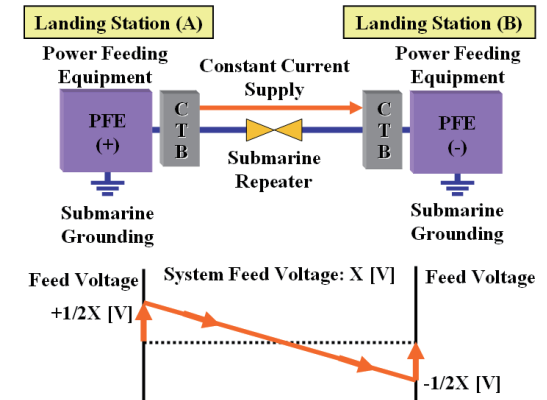 Landing Station (A)
Landing Station (B)
Power Feeding
Equipment
Constant Current
Supply
Power Feeding
Equipment
PFE
(+)
C
T
B
C
T
B
PFE
(-)
Submarine
Repeater
Submarine
Grounding
Submarine
Grounding
Feed Voltage
System Feed Voltage: X [V]
Feed Voltage
+1/2X [V]
-1/2X [V]